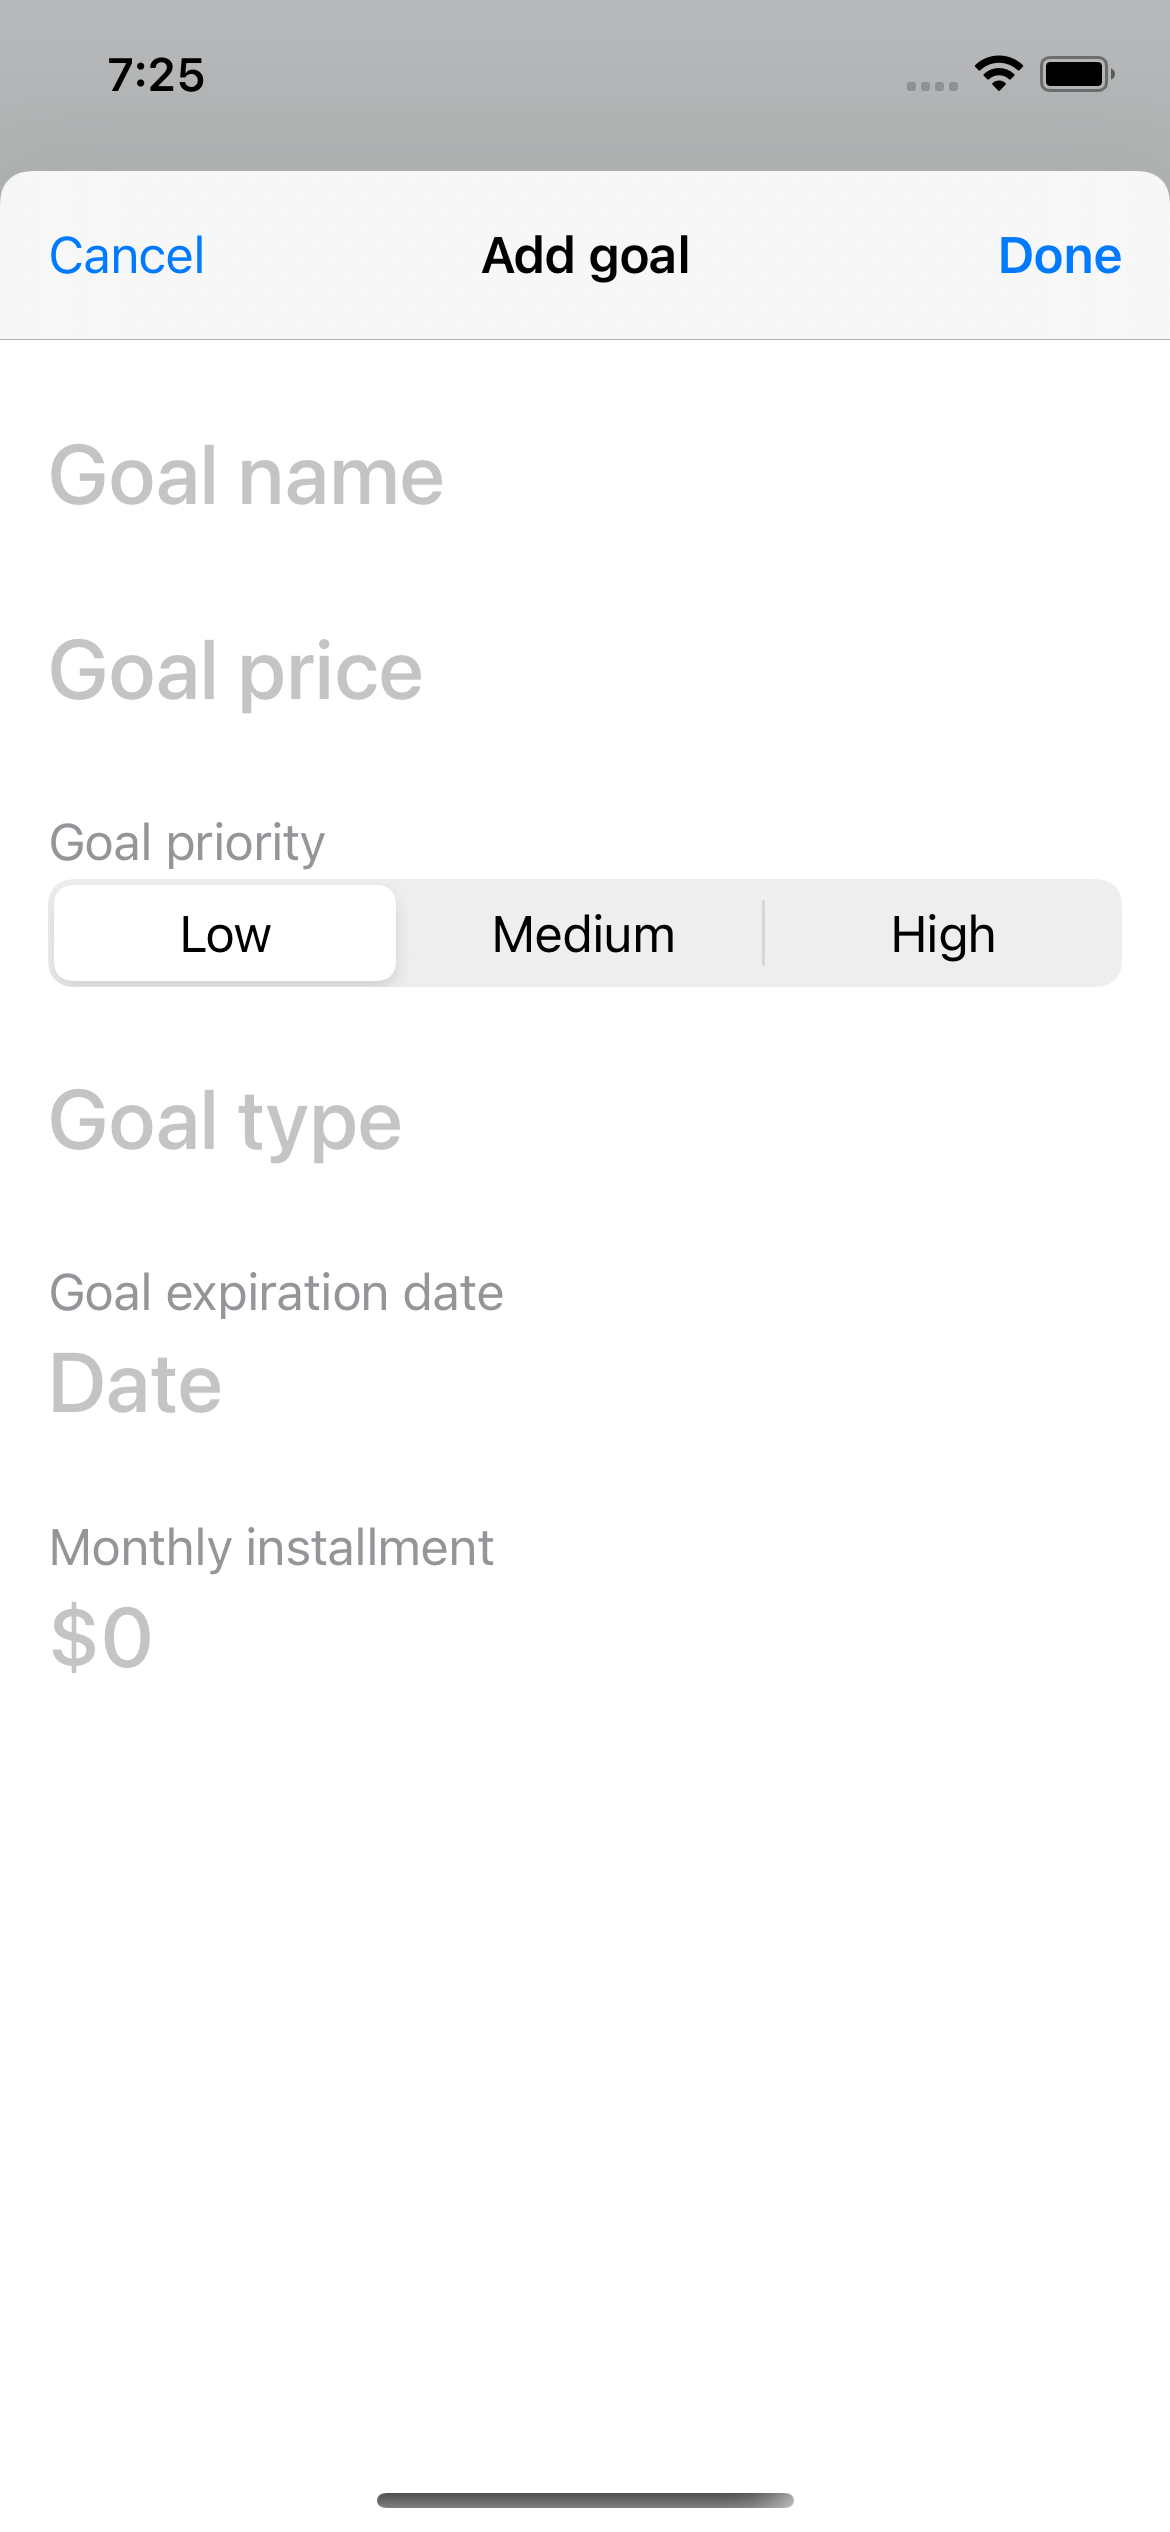 7:25
Cancel Add goal Done
Goal name
Goal price
Goal priority
Low Medium High
Goal type
Goal expiration date
Date
Monthly installment
$0